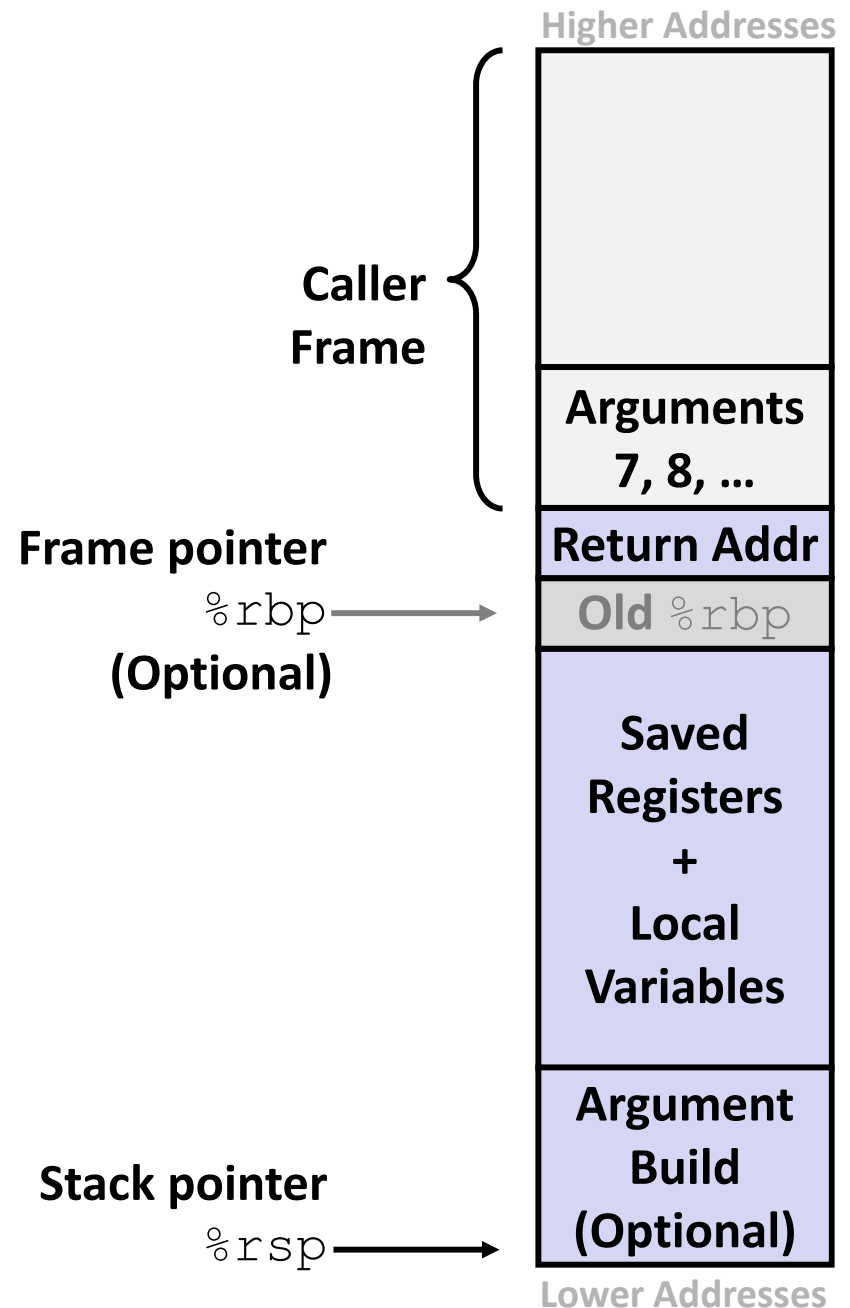 Higher Addresses
Caller
Frame
Arguments
7, 8, …
Frame pointer
%rbp
(Optional)
Return Addr
Old %rbp
Saved
Registers
+
Local
Variables
Argument
Build
(Optional)
Stack pointer
%rsp
Lower Addresses